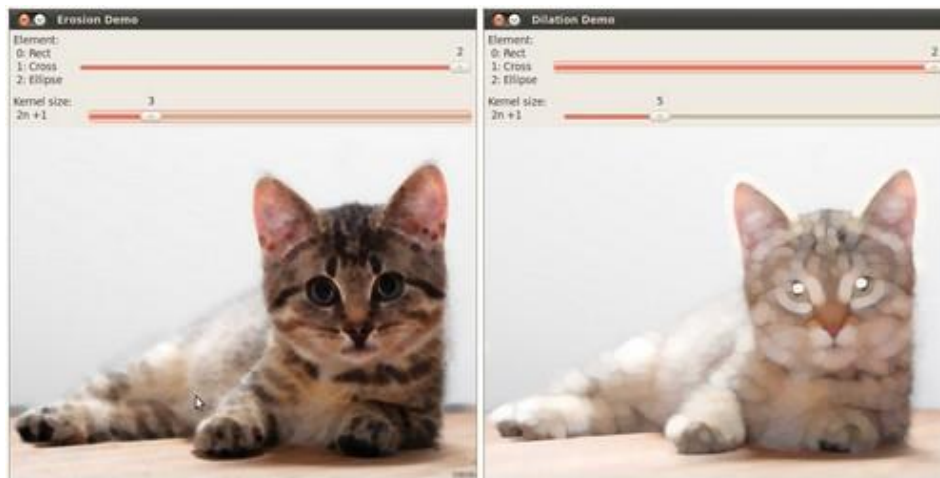 Erosion Demo
Element:
0: Rect
1: Cross
2: Ellipse
2
Kernel size:
2n +1
3
Dilation Demo
Element:
0: Rect
1: Cross
2: Ellipse
2
Kernel size:
2n +1
5